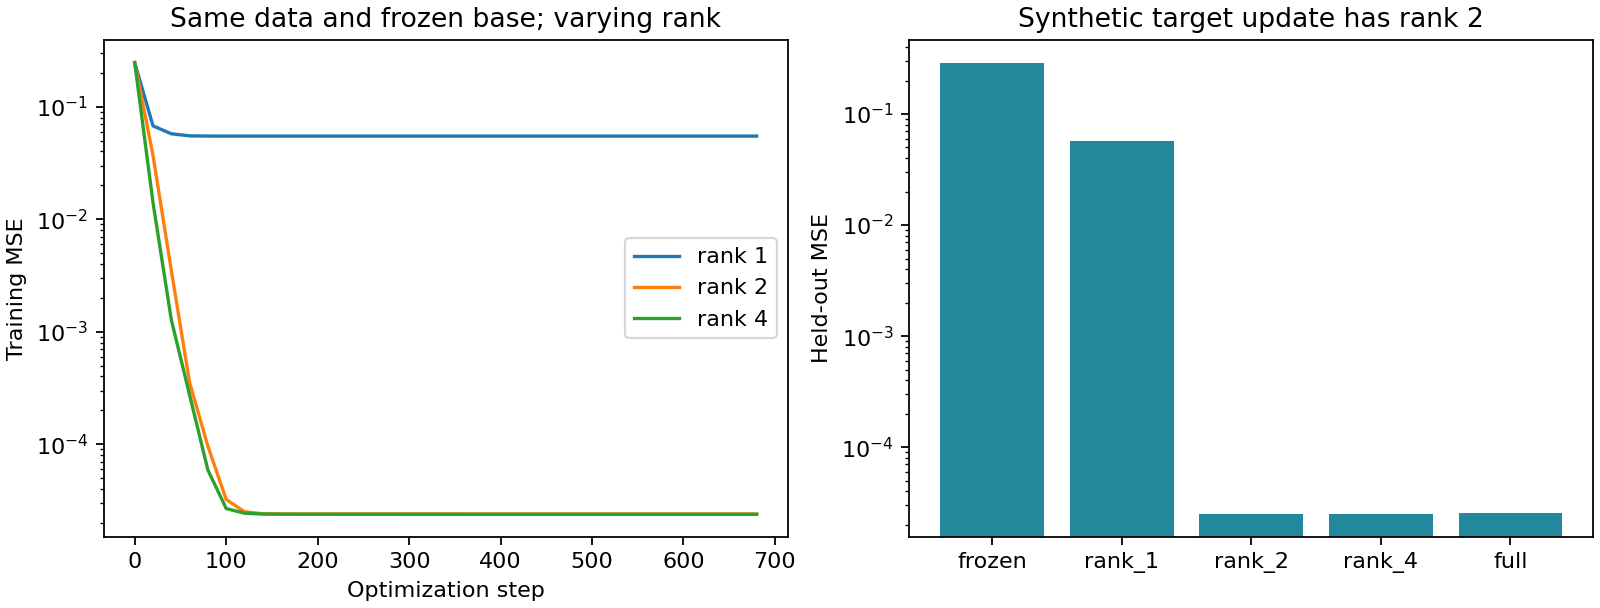 Same data and frozen base; varying rank
Training MSE
10⁻¹
10⁻²
10⁻³
10⁻⁴
rank 1
rank 2
rank 4
0 100 200 300 400 500 600 700
Optimization step
Synthetic target update has rank 2
Held-out MSE
10⁻¹
10⁻²
10⁻³
10⁻⁴
frozen rank_1 rank_2 rank_4 full